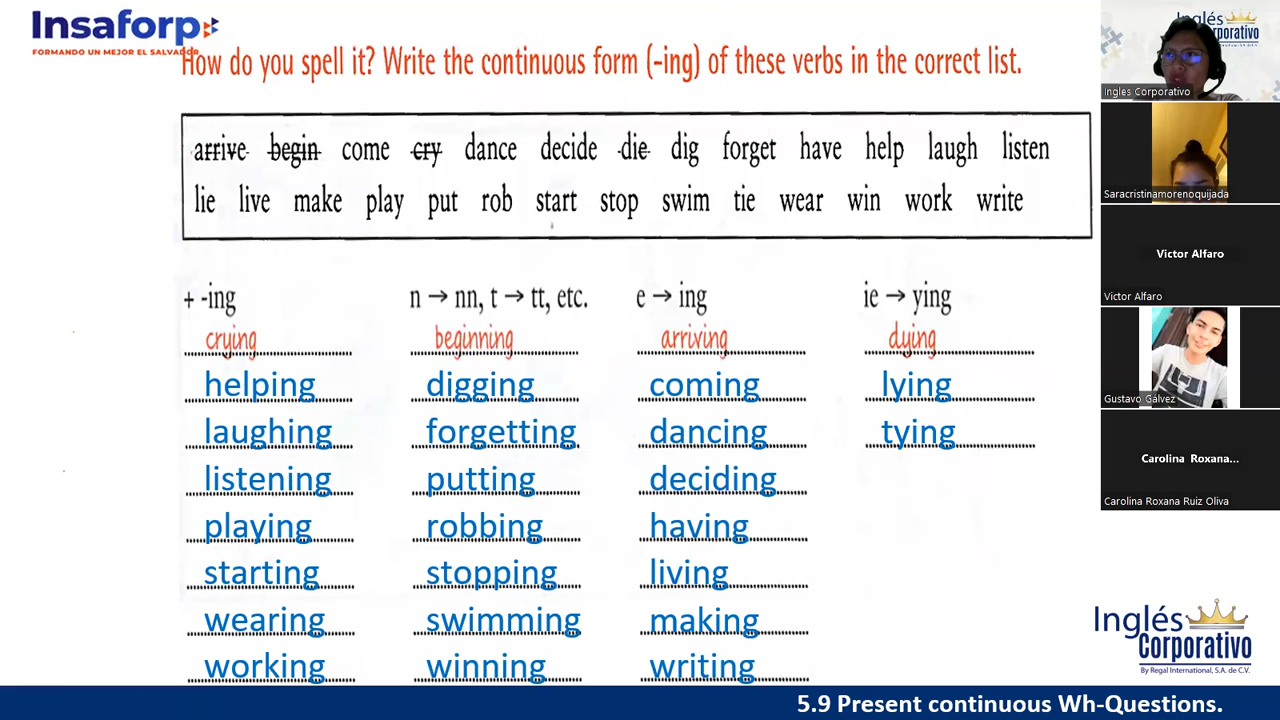 Insaforp
FORMANDO UN MEJOR EL SALVADOR
How do you spell it? Write the continuous form (-ing) of these verbs in the correct list.
arrive begin come cry dance decide die dig forget have help laugh listen
lie live make play put rob start stop swim tie wear win work write
+ -ing
crying
helping
laughing
listening
playing
starting
wearing
working
n → nn, t → tt, etc.
beginning
digging
forgetting
putting
robbing
stopping
swimming
winning
e → ing
arriving
coming
dancing
deciding
having
living
making
writing
ie → ying
dying
lying
tying
Inglés
Corporativo
Ingles Corporativo
Saracristinamorenoquijada
Victor Alfaro
Victor Alfaro
Gustavo Galvez
Carolina Roxana...
Carolina Roxana Ruiz Oliva
Inglés
Corporativo
By Regal International, S.A. de C.V.
5.9 Present continuous Wh-Questions.